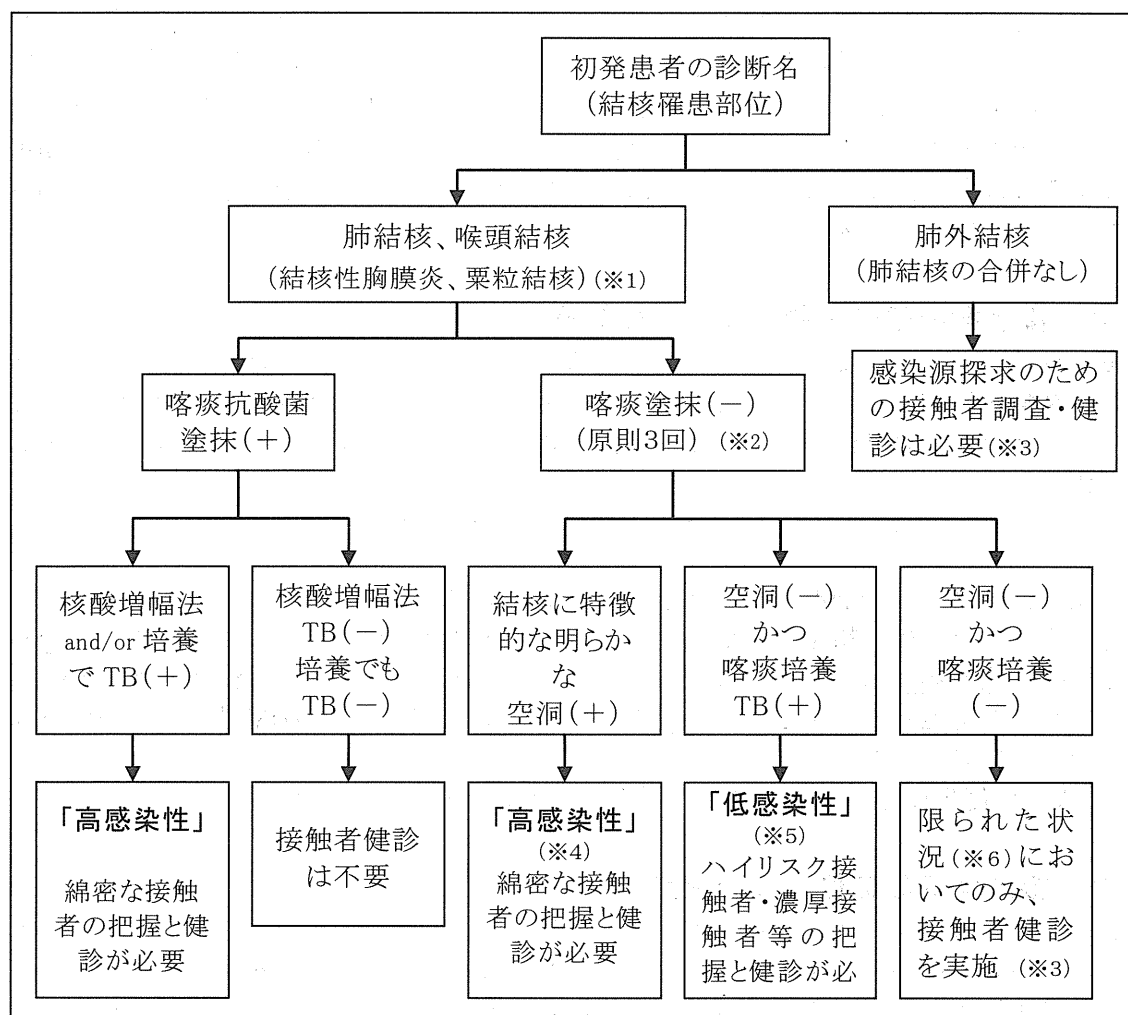 初発患者の診断名
(結核罹患部位)
肺結核、喉頭結核
(結核性胸膜炎、粟粒結核)(※1)
肺外結核
(肺結核の合併なし)
喀痰抗酸菌
塗抹(+)
喀痰塗抹(-)
(原則3回) (※2)
感染源探求のため
の接触者調査・健
診は必要(※3)
核酸増幅法
and/or 培養
で TB(+)
核酸増幅法
TB(-)
培養でも
TB(-)
結核に特徴
的な明らか
な
空洞(+)
空洞(-)
かつ
喀痰培養
TB(+)
空洞(-)
かつ
喀痰培養
(-)
「高感染性」
綿密な接触
者の把握と健
診が必要
接触者健診
は不要
「高感染性」
(※4)
綿密な接触
者の把握と健
診が必要
「低感染性」
(※5)
ハイリスク接
触者・濃厚接
触者等の把
握と健診が必
限られた状
況(※6)にお
いてのみ、
接触者健診
を実施 (※3)